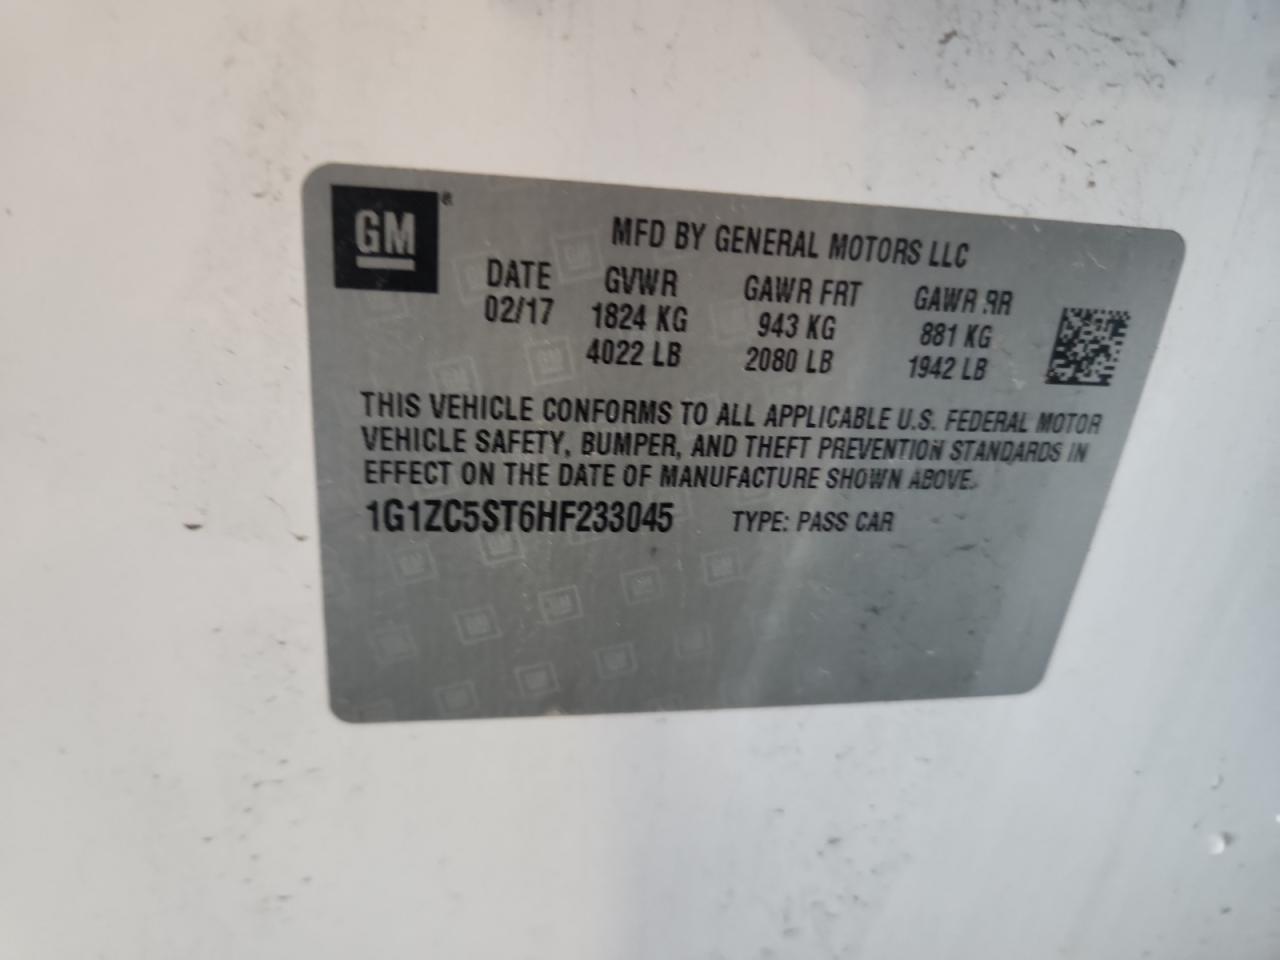 GM®
MFD BY GENERAL MOTORS LLC
DATE GVWR GAWR FRT GAWR RR
02/17 1824 KG 943 KG 881 KG
4022 LB 2080 LB 1942 LB
THIS VEHICLE CONFORMS TO ALL APPLICABLE U.S. FEDERAL MOTOR
VEHICLE SAFETY, BUMPER, AND THEFT PREVENTION STANDARDS IN
EFFECT ON THE DATE OF MANUFACTURE SHOWN ABOVE.
1G1ZC5ST6HF233045 TYPE: PASS CAR